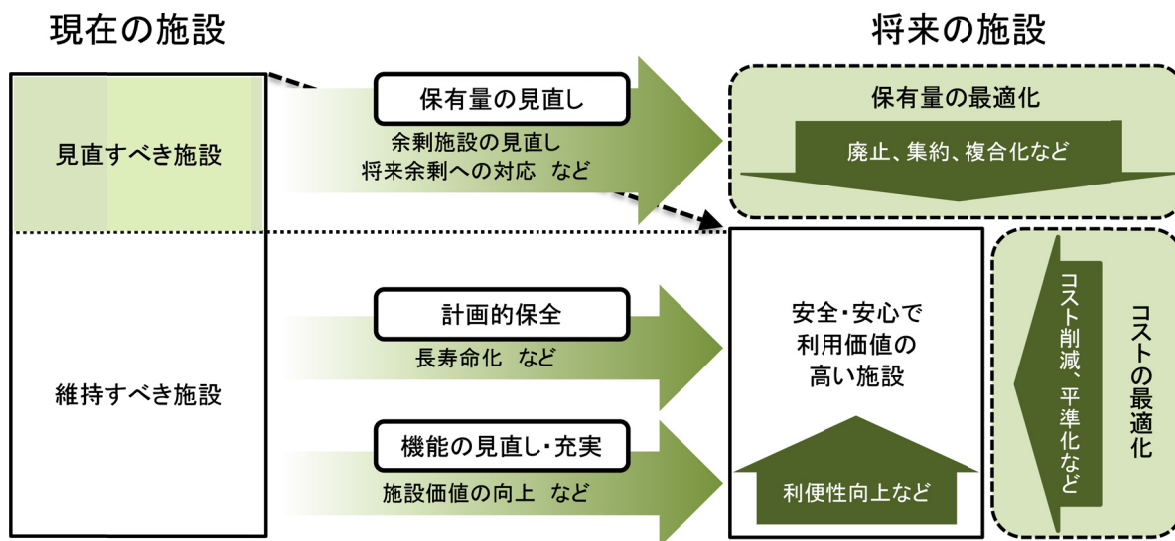 現在の施設
将来の施設
見直すべき施設
維持すべき施設
保有量の見直し
余剰施設の見直し
将来余剰への対応 など
計画的保全
長寿命化 など
機能の見直し・充実
施設価値の向上 など
保有量の最適化
廃止、集約、複合化など
安全・安心で
利用価値の
高い施設
利便性向上など
コスト削減、平準化など
コストの最適化